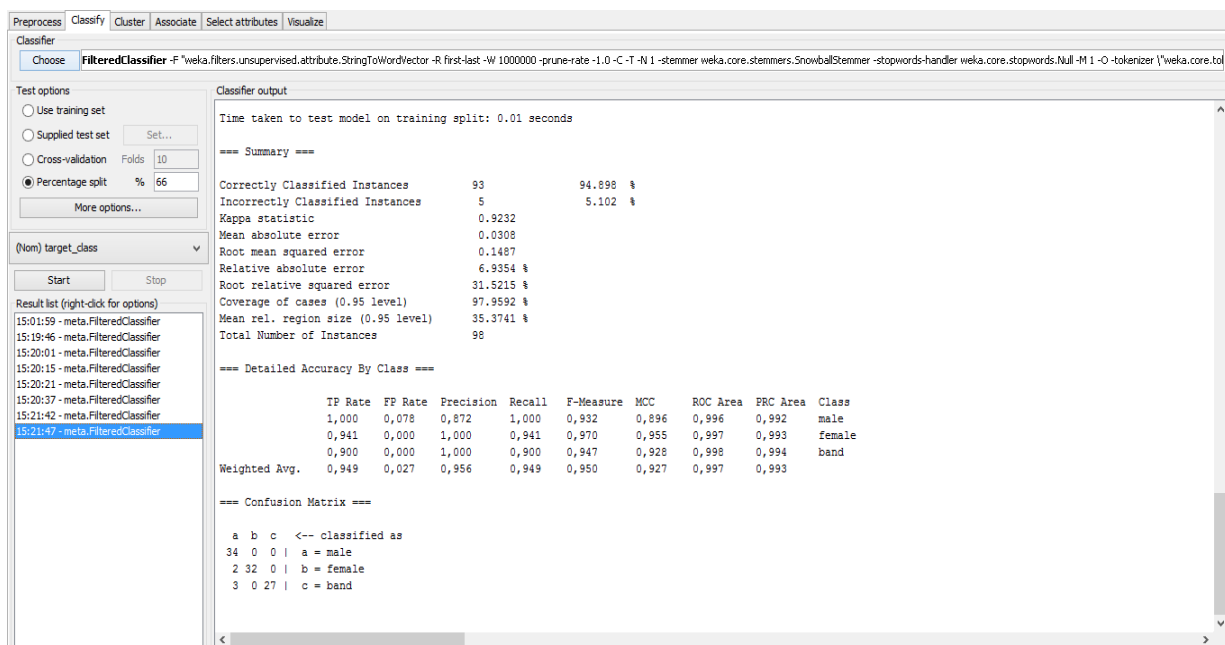 Preprocess Classify Cluster Associate Select attributes Visualize
Classifier
Choose FilteredClassifier -F "weka.filters.unsupervised.attribute.StringToWordVector -R first-last -W 1000000 -prune-rate -1.0 -C -T -N 1 -stemmer weka.core.stemmers.SnowballStemmer -stopwords-handler weka.core.stopwords.Null -M 1 -O -tokenizer \"weka.core.tol
Test options
Use training set
Supplied test set Set...
Cross-validation Folds 10
Percentage split % 66
More options...
(Nom) target_class
Start Stop
Result list (right-click for options)
15:01:59 - meta.FilteredClassifier
15:19:46 - meta.FilteredClassifier
15:20:01 - meta.FilteredClassifier
15:20:15 - meta.FilteredClassifier
15:20:21 - meta.FilteredClassifier
15:20:37 - meta.FilteredClassifier
15:21:42 - meta.FilteredClassifier
15:21:47 - meta.FilteredClassifier
Classifier output
Time taken to test model on training split: 0.01 seconds
=== Summary ===
Correctly Classified Instances 93 94.898 %
Incorrectly Classified Instances 5 5.102 %
Kappa statistic 0.9232
Mean absolute error 0.0308
Root mean squared error 0.1487
Relative absolute error 6.9354 %
Root relative squared error 31.5215 %
Coverage of cases (0.95 level) 97.9592 %
Mean rel. region size (0.95 level) 35.3741 %
Total Number of Instances 98
=== Detailed Accuracy By Class ===
TP Rate FP Rate Precision Recall F-Measure MCC ROC Area PRC Area Class
1,000 0,078 0,872 1,000 0,932 0,896 0,996 0,992 male
0,941 0,000 1,000 0,941 0,970 0,955 0,997 0,993 female
0,900 0,000 1,000 0,900 0,947 0,928 0,998 0,994 band
Weighted Avg. 0,949 0,027 0,956 0,949 0,950 0,927 0,997 0,993
=== Confusion Matrix ===
a b c <-- classified as
34 0 0 | a = male
2 32 0 | b = female
3 0 27 | c = band